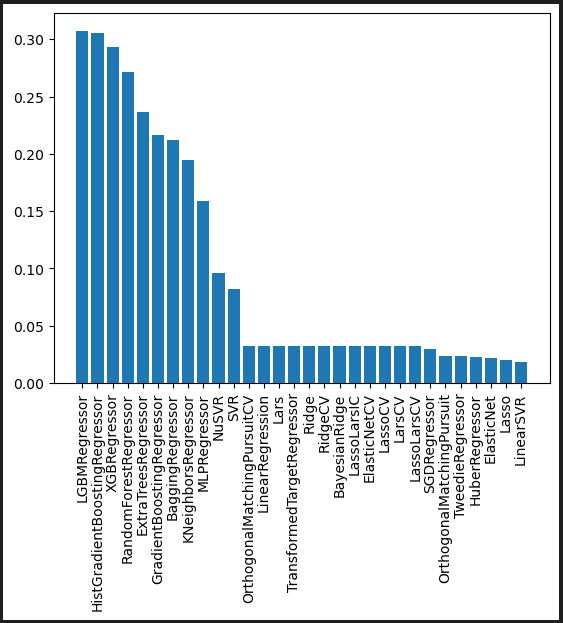 0.30
0.25
0.20
0.15
0.10
0.05
0.00
LGBMRegressor
HistGradientBoostingRegressor
XGBRegressor
RandomForestRegressor
ExtraTreesRegressor
GradientBoostingRegressor
BaggingRegressor
KNeighborsRegressor
MLPRegressor
NuSVR
SVR
OrthogonalMatchingPursuitCV
LinearRegression
Lars
TransformedTargetRegressor
Ridge
RidgeCV
BayesianRidge
LassoLarsIC
ElasticNetCV
LassoCV
LarsCV
LassoLarsCV
SGDRegressor
OrthogonalMatchingPursuit
TweedieRegressor
HuberRegressor
ElasticNet
Lasso
LinearSVR